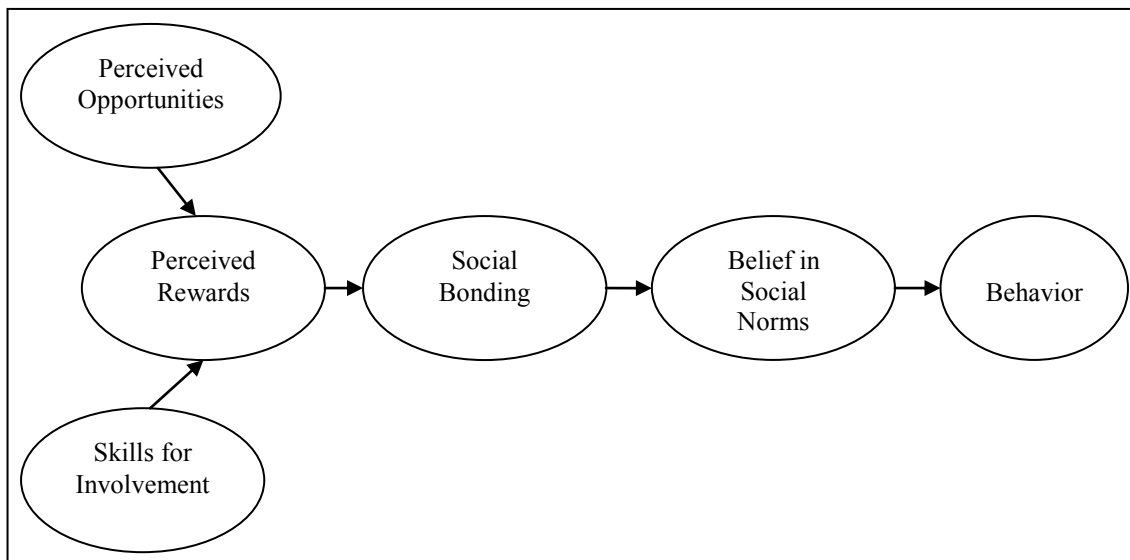 Perceived
Opportunities
Perceived
Rewards
Social
Bonding
Belief in
Social
Norms
Behavior
Skills for
Involvement